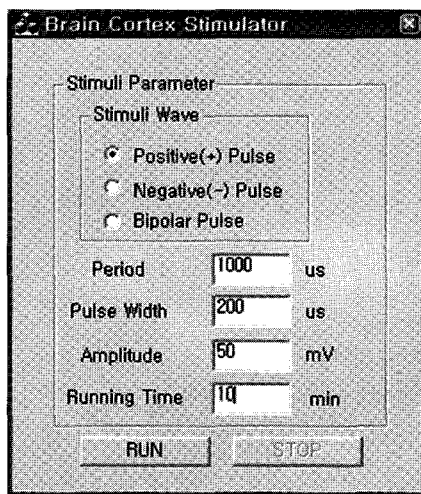 Brain Cortex Stimulator
Stimuli Parameter
Stimuli Wave
Positive(+) Pulse
Negative(-) Pulse
Bipolar Pulse
Period 1000 us
Pulse Width 200 us
Amplitude 50 mV
Running Time 10 min
RUN STOP